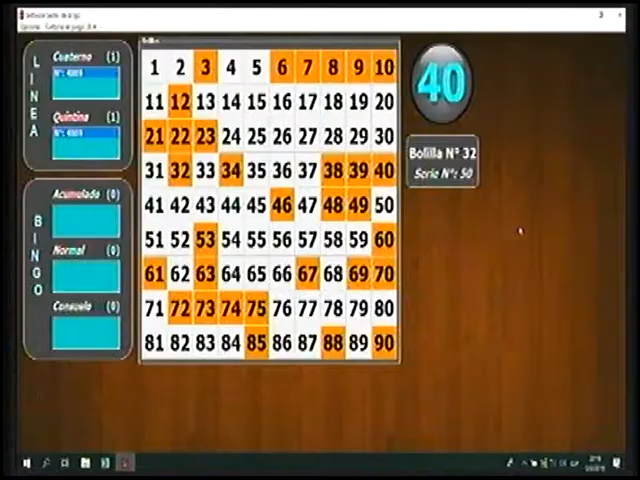 LINEA
Cuaterno (1)
Quintina (1)
BINGO
Acumulado (0)
Normal (0)
Consuelo (0)
1 2 3 4 5 6 7 8 9 10
11 12 13 14 15 16 17 18 19 20
21 22 23 24 25 26 27 28 29 30
31 32 33 34 35 36 37 38 39 40
41 42 43 44 45 46 47 48 49 50
51 52 53 54 55 56 57 58 59 60
61 62 63 64 65 66 67 68 69 70
71 72 73 74 75 76 77 78 79 80
81 82 83 84 85 86 87 88 89 90
40
Bolilla N° 32
Serie N°: 50